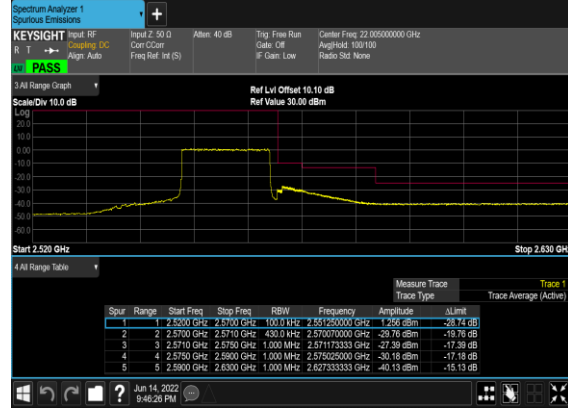 Spectrum Analyzer 1
Spurious Emissions
+
KEYSIGHT Input: RF Input Z: 50 Ω Atten: 40 dB Trig: Free Run Center Freq: 22.005000000 GHz
R T Coupling: DC Corr CCorr Gate: Off Avg|Hold: 100/100
Align: Auto Freq Ref: Int (S) IF Gain: Low Radio Std: None
PASS
3 All Range Graph
Ref Lvl Offset 10.10 dB
Scale/Div 10.0 dB Ref Value 30.00 dBm
Log
20.0
10.0
0.00
-10.0
-20.0
-30.0
-40.0
-50.0
-60.0
Start 2.520 GHz Stop 2.630 GH
4 All Range Table
Measure Trace Trace 1
Trace Type Trace Average (Active)
Spur Range Start Freq Stop Freq RBW Frequency Amplitude ΔLimit
1 1 2.5200 GHz 2.5700 GHz 100.0 kHz 2.551250000 GHz 1.256 dBm -28.74 dB
2 2 2.5700 GHz 2.5710 GHz 430.0 kHz 2.570070000 GHz -29.76 dBm -19.76 dB
3 3 2.5710 GHz 2.5750 GHz 1.000 MHz 2.571173333 GHz -27.39 dBm -17.39 dB
4 4 2.5750 GHz 2.5900 GHz 1.000 MHz 2.575025000 GHz -30.18 dBm -17.18 dB
5 5 2.5900 GHz 2.6300 GHz 1.000 MHz 2.627333333 GHz -40.13 dBm -15.13 dB
? Jun 14, 2022
9:46:26 PM